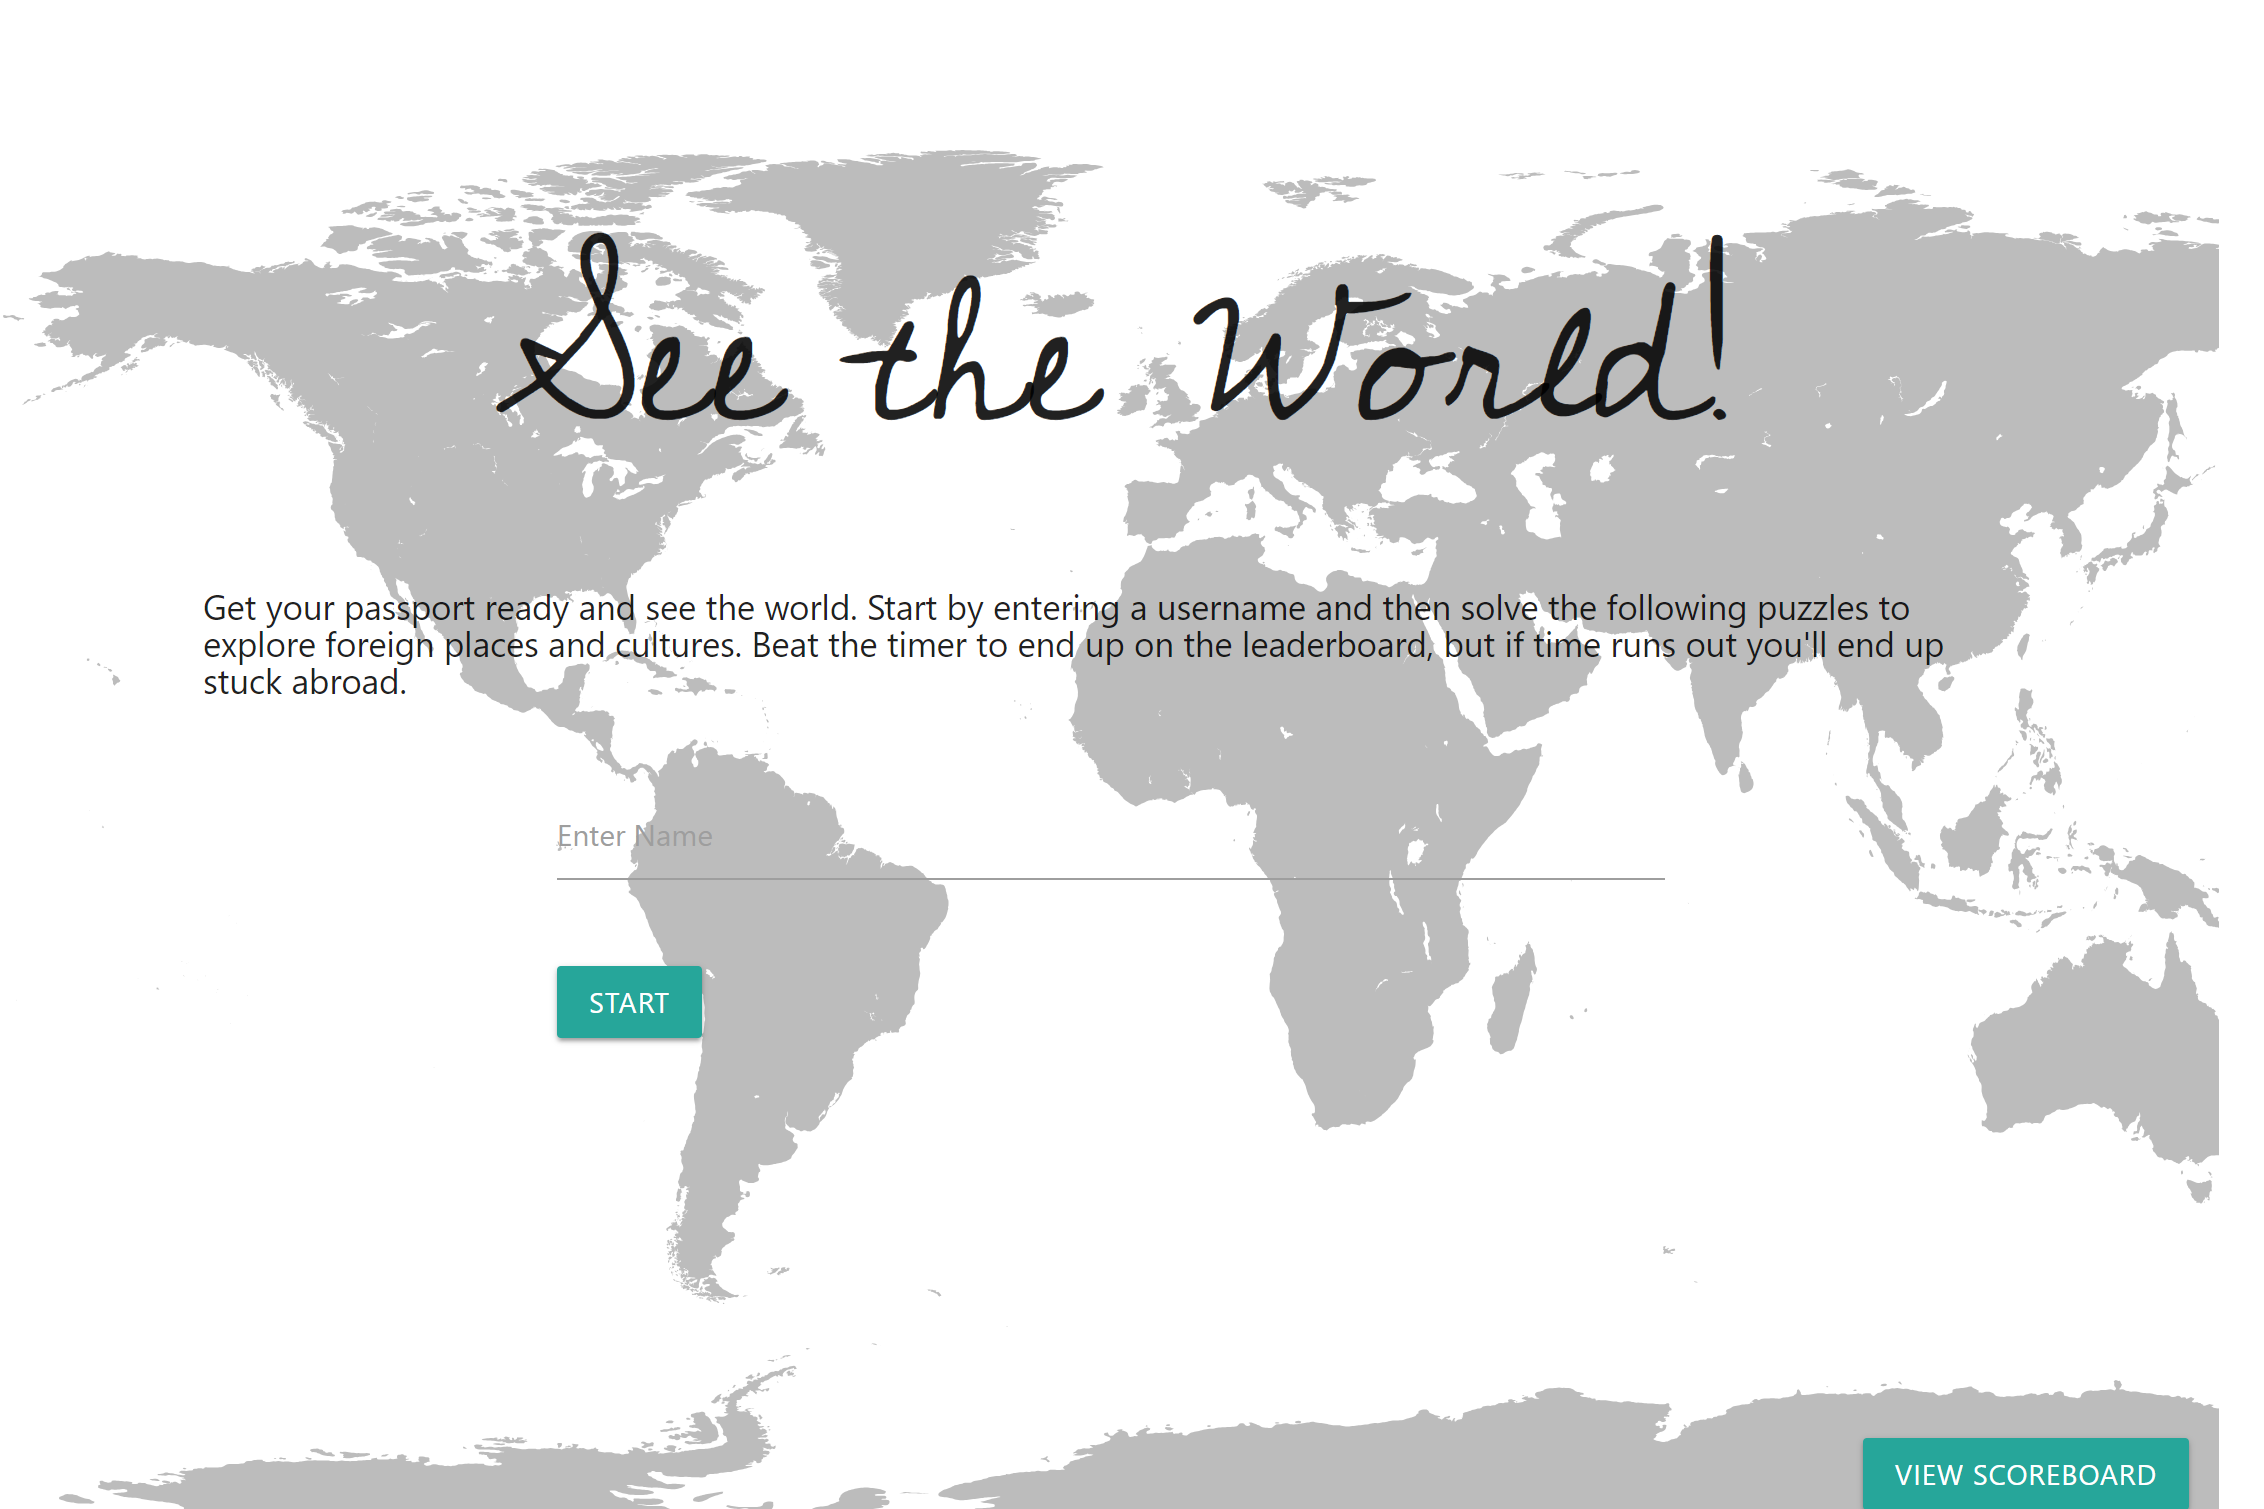 See the World!
Get your passport ready and see the world. Start by entering a username and then solve the following puzzles to
explore foreign places and cultures. Beat the timer to end up on the leaderboard, but if time runs out you'll end up
stuck abroad.
Enter Name
START
VIEW SCOREBOARD